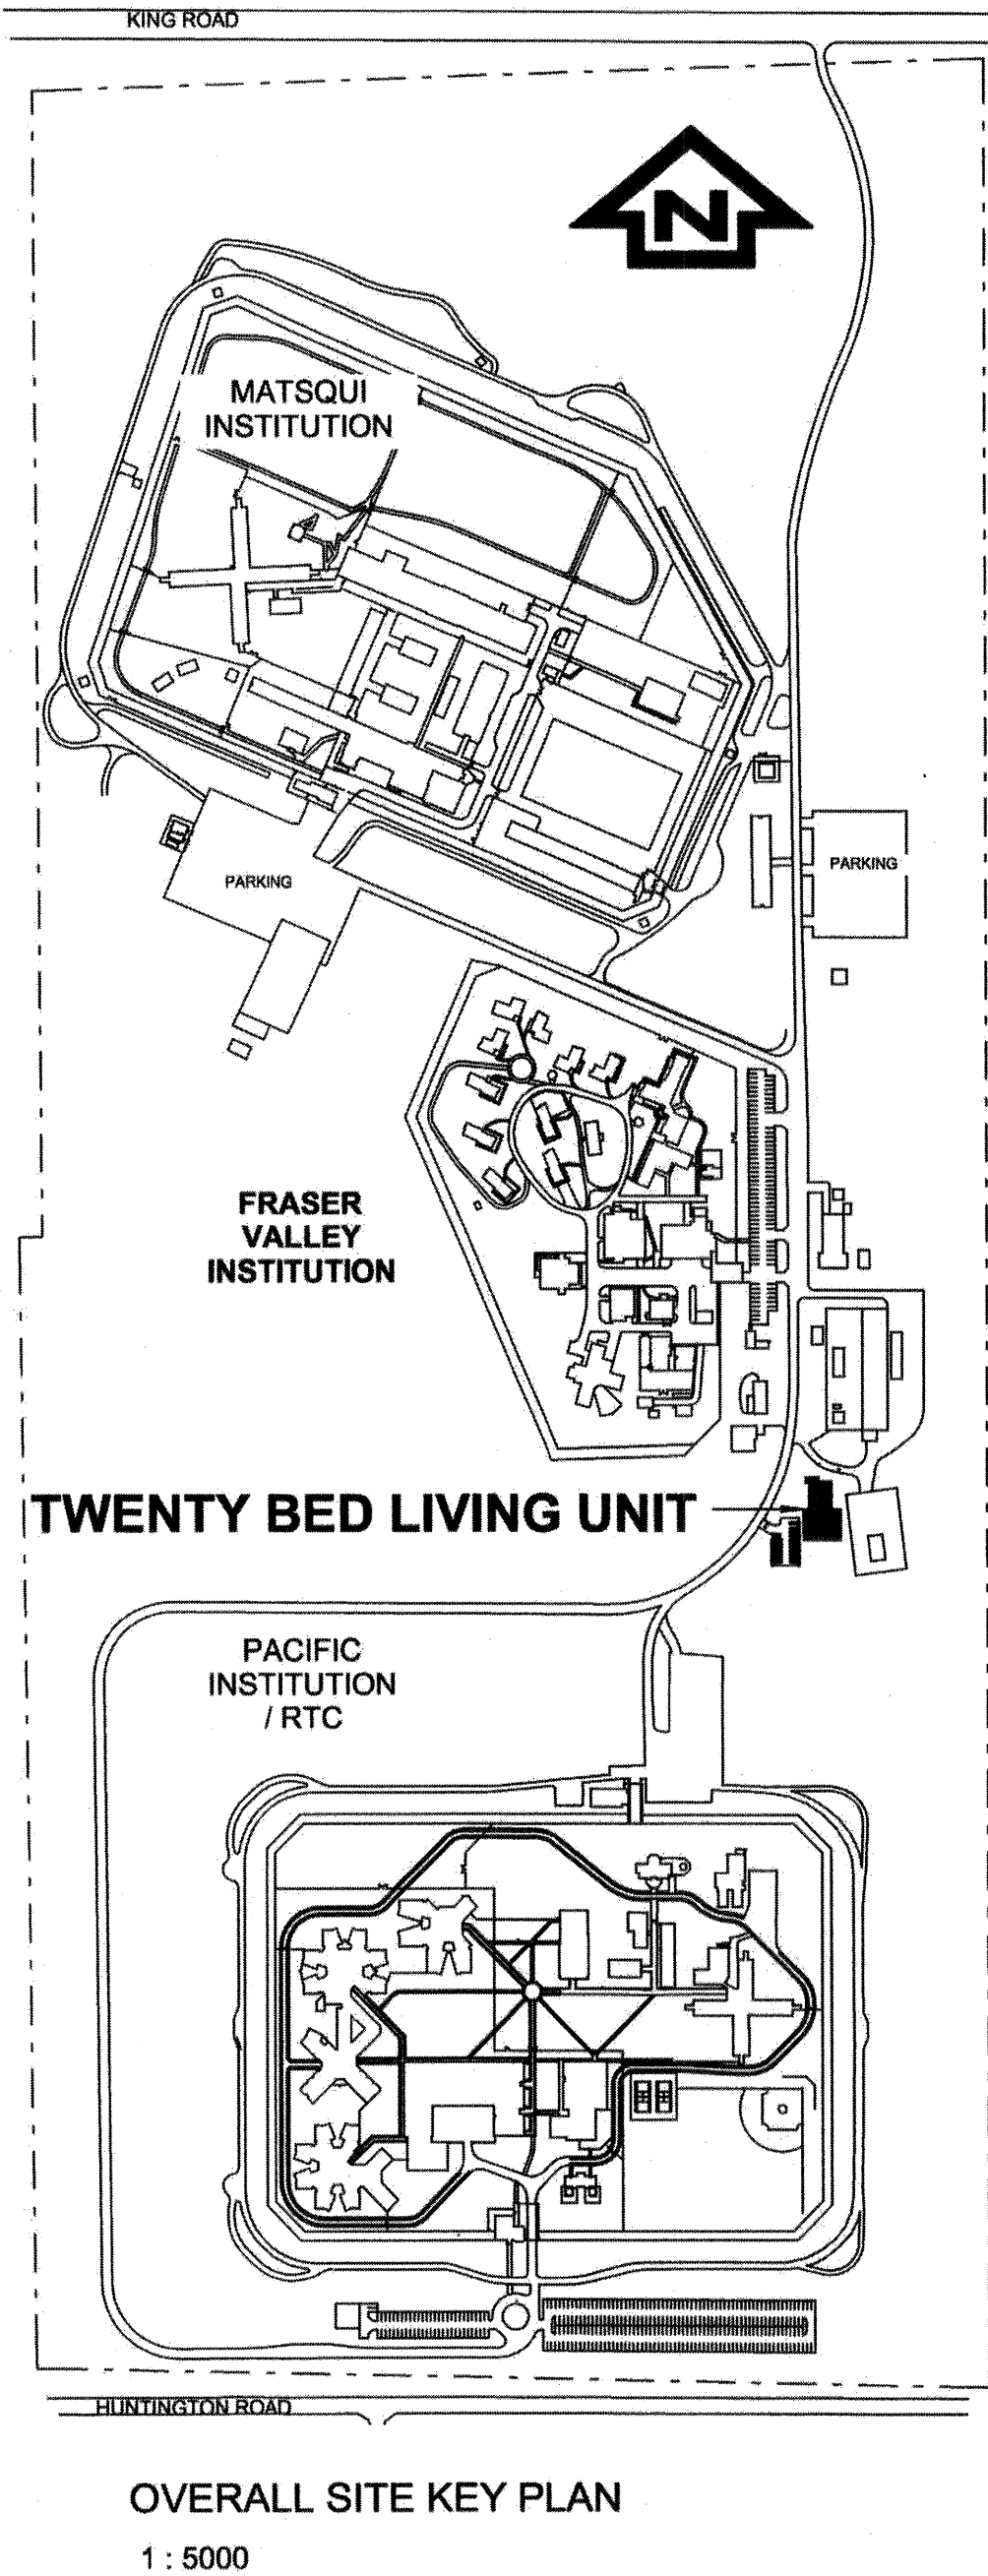 KING ROAD
N
MATSQUI
INSTITUTION
PARKING
PARKING
FRASER
VALLEY
INSTITUTION
TWENTY BED LIVING UNIT
PACIFIC
INSTITUTION
/ RTC
HUNTINGTON ROAD
OVERALL SITE KEY PLAN
1 : 5000